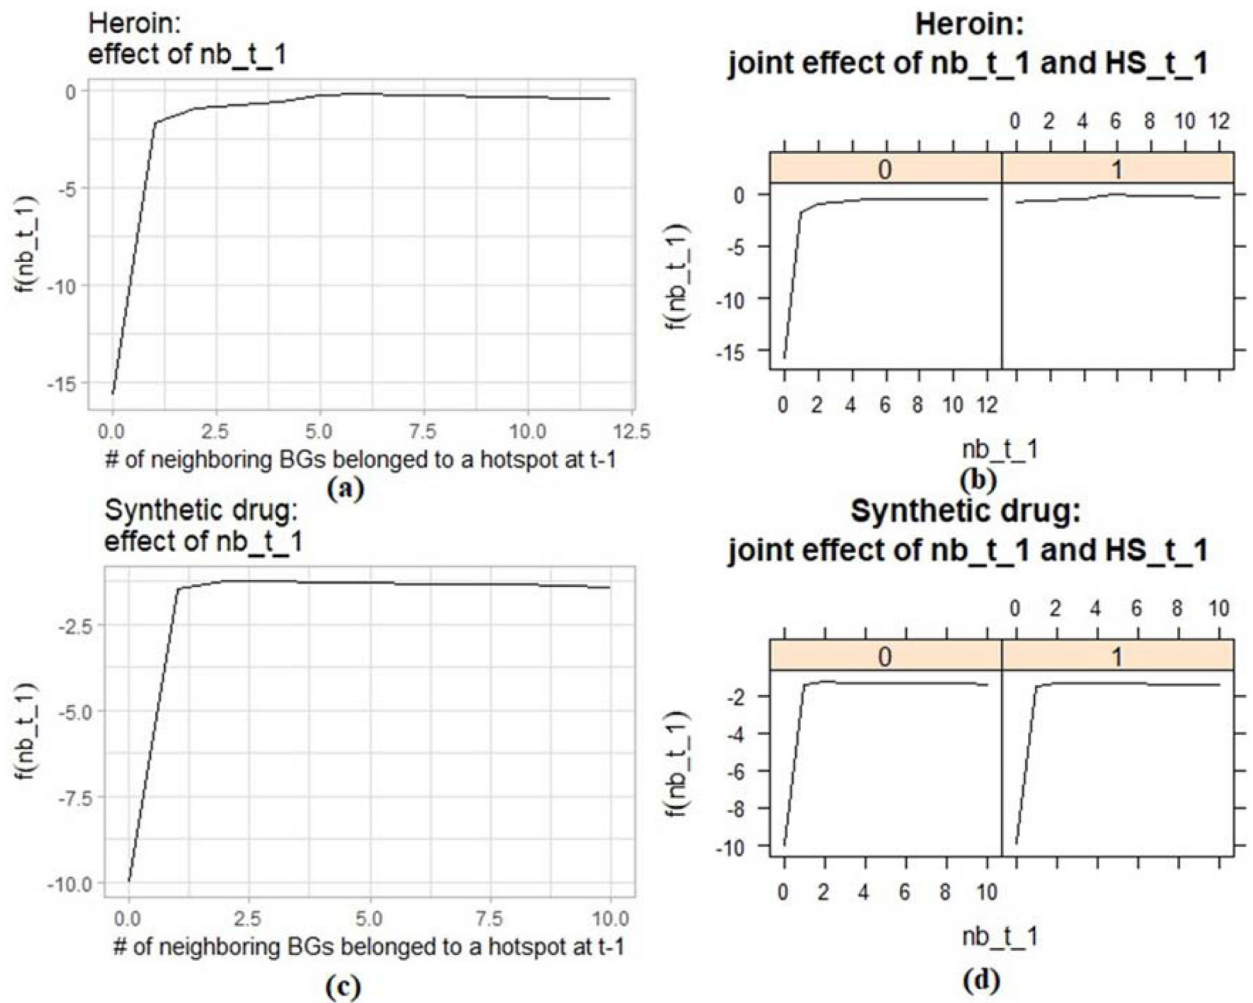 Heroin:
effect of nb_t_1
0
-5
-10
-15
f(nb_t_1)
0.0 2.5 5.0 7.5 10.0 12.5
# of neighboring BGs belonged to a hotspot at t-1
(a)
Heroin:
joint effect of nb_t_1 and HS_t_1
0 2 4 6 8 10 12
0 1
0
-5
-10
-15
f(nb_t_1)
0 2 4 6 8 10 12
nb_t_1
(b)
Synthetic drug:
effect of nb_t_1
-2.5
-5.0
-7.5
-10.0
f(nb_t_1)
0.0 2.5 5.0 7.5 10.0
# of neighboring BGs belonged to a hotspot at t-1
(c)
Synthetic drug:
joint effect of nb_t_1 and HS_t_1
0 2 4 6 8 10
0 1
-2
-4
-6
-8
-10
f(nb_t_1)
0 2 4 6 8 10
nb_t_1
(d)